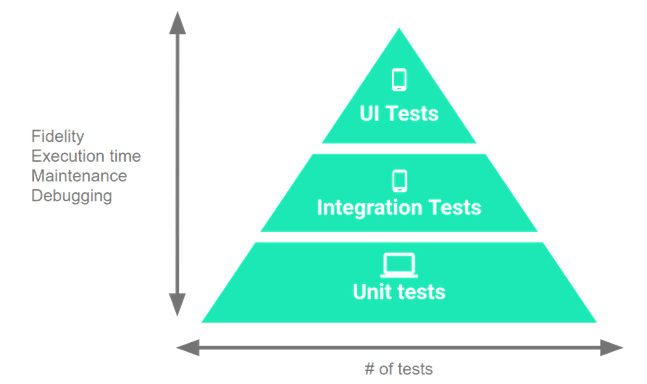 Fidelity
Execution time
Maintenance
Debugging
UI Tests
Integration Tests
Unit tests
# of tests